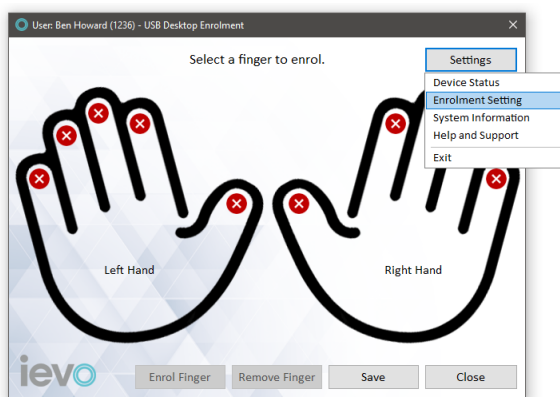 User: Ben Howard (1236) - USB Desktop Enrolment
Select a finger to enrol.
Settings
Device Status
Enrolment Setting
System Information
Help and Support
Exit
Left Hand
Right Hand
ievo
Enrol Finger
Remove Finger
Save
Close